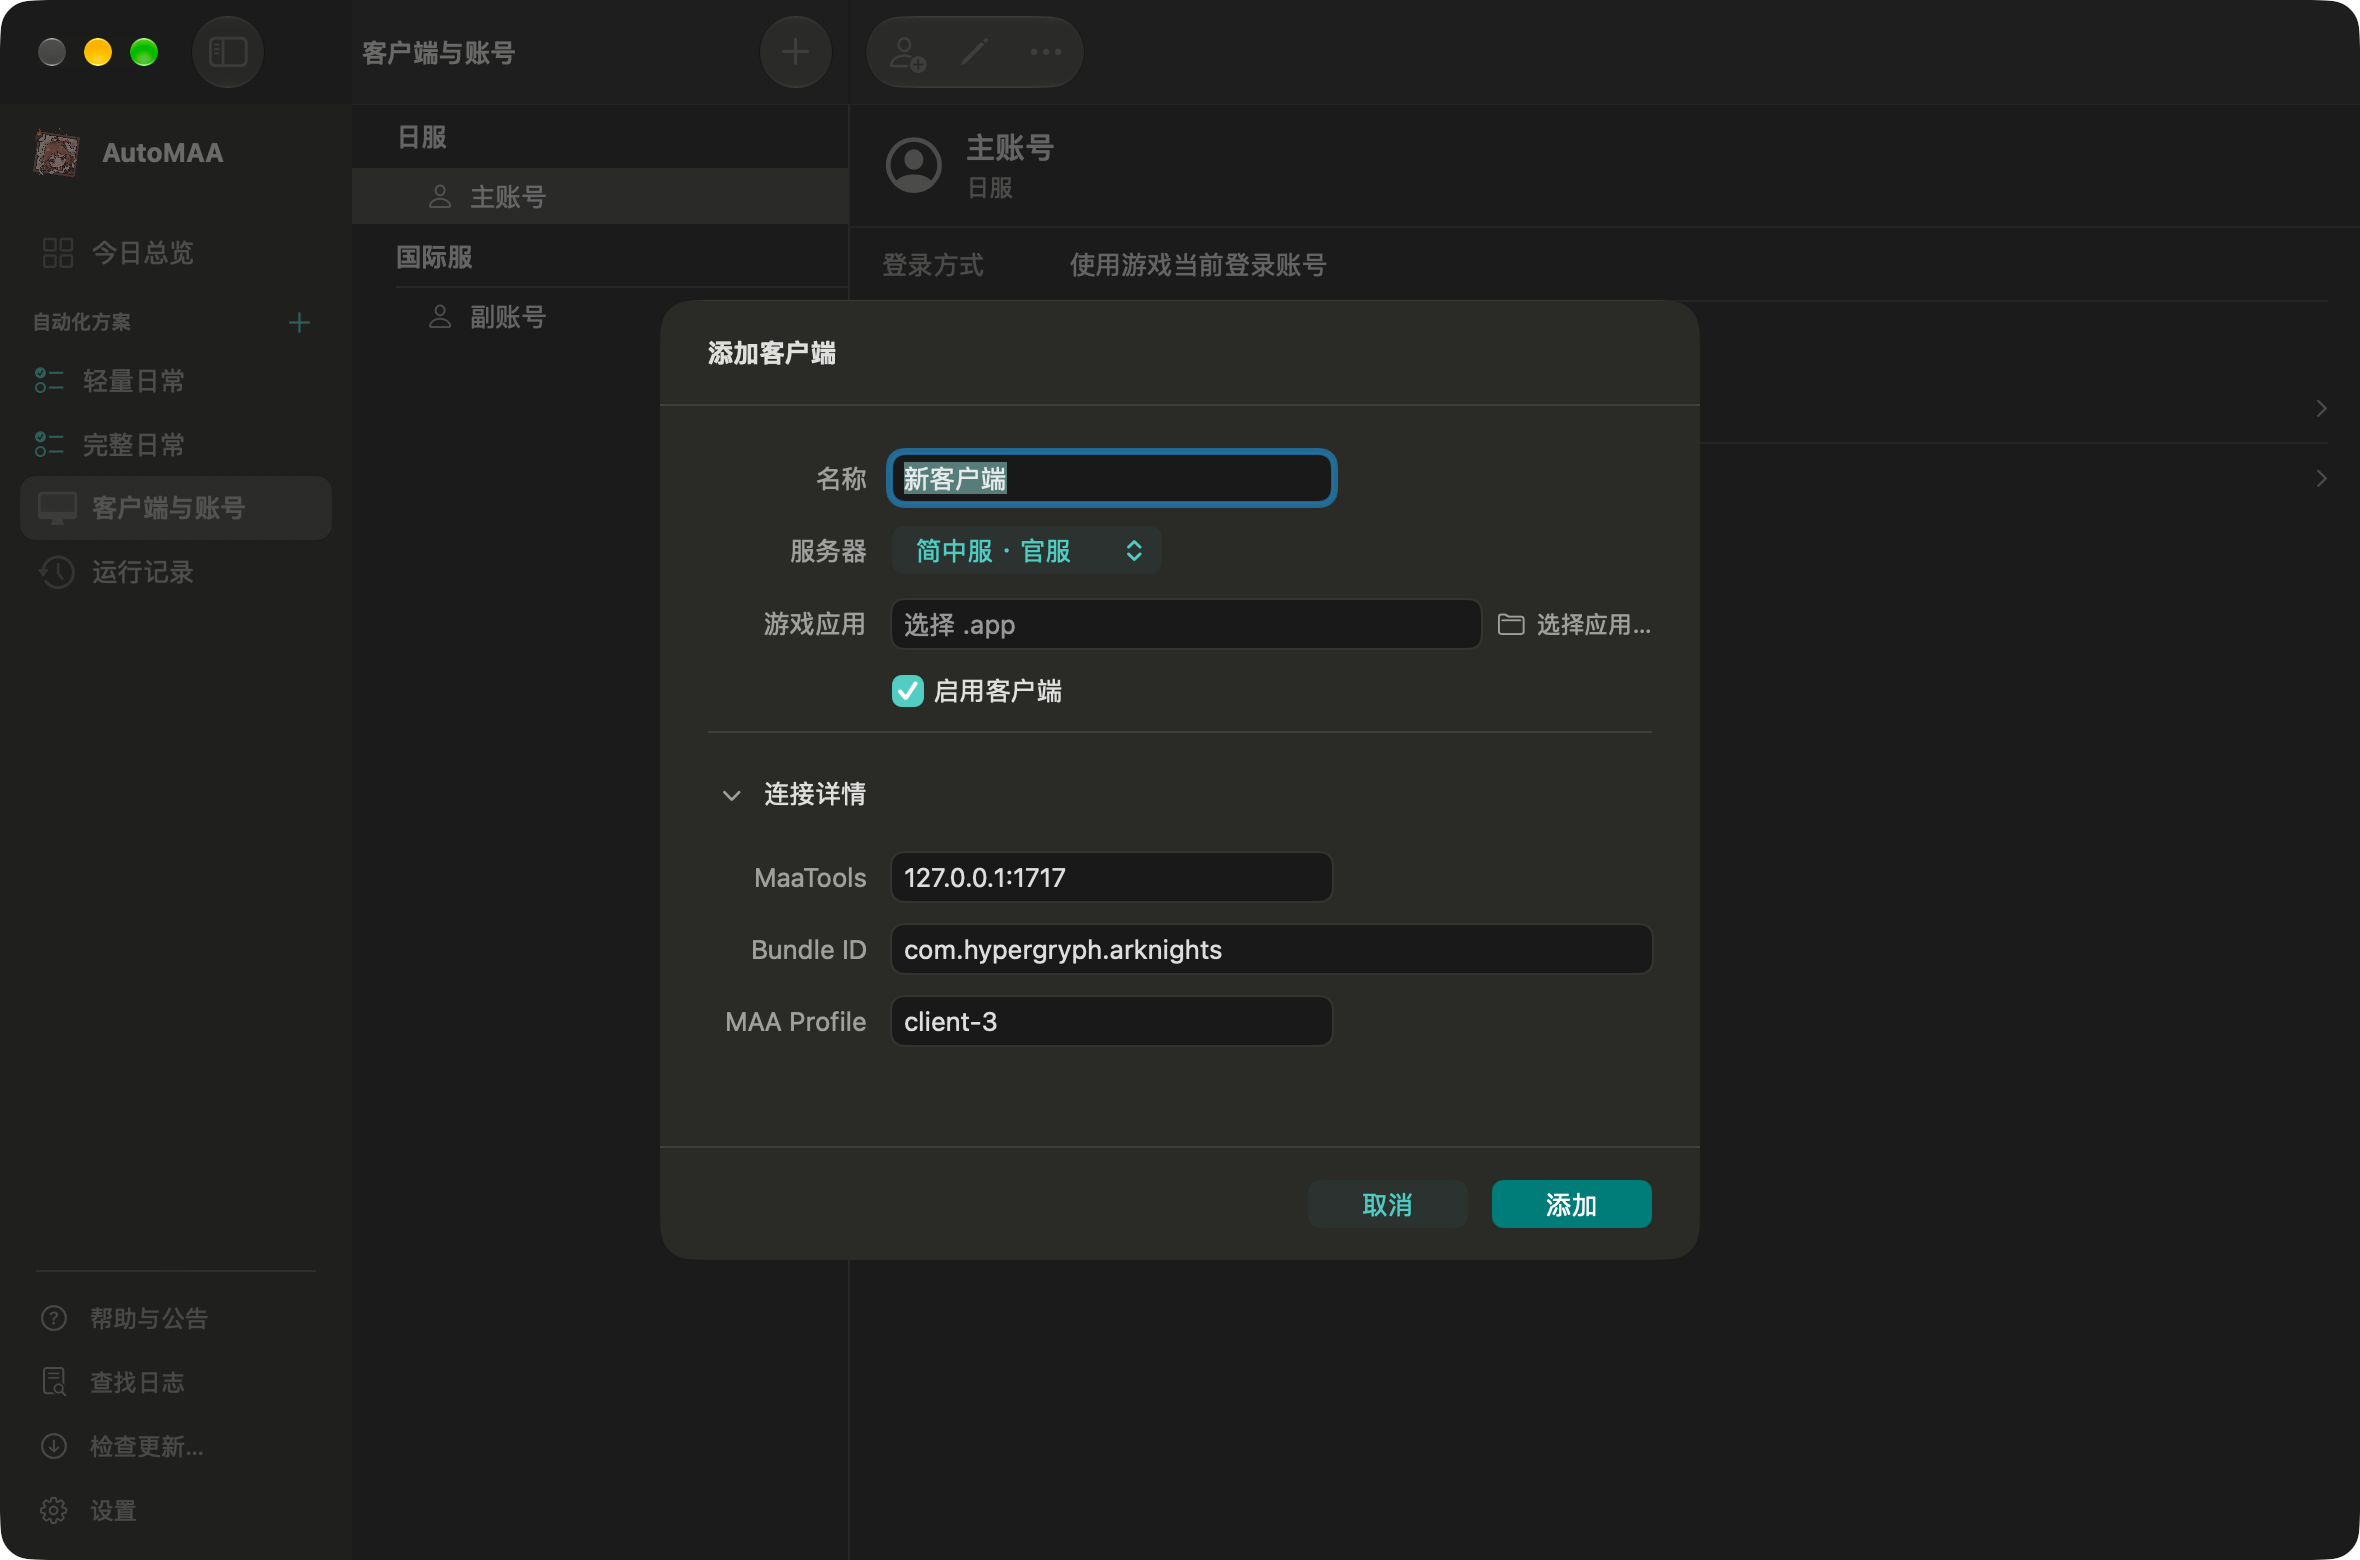 客户端与账号
AutoMAA
今日总览
自动化方案
轻量日常
完整日常
客户端与账号
运行记录
帮助与公告
查找日志
检查更新...
设置
日服
主账号
国际服
副账号
主账号
日服
登录方式
使用游戏当前登录账号
添加客户端
名称
新客户端
服务器
简中服 · 官服
游戏应用
选择 .app
选择应用...
启用客户端
连接详情
MaaTools
127.0.0.1:1717
Bundle ID
com.hypergryph.arknights
MAA Profile
client-3
取消
添加